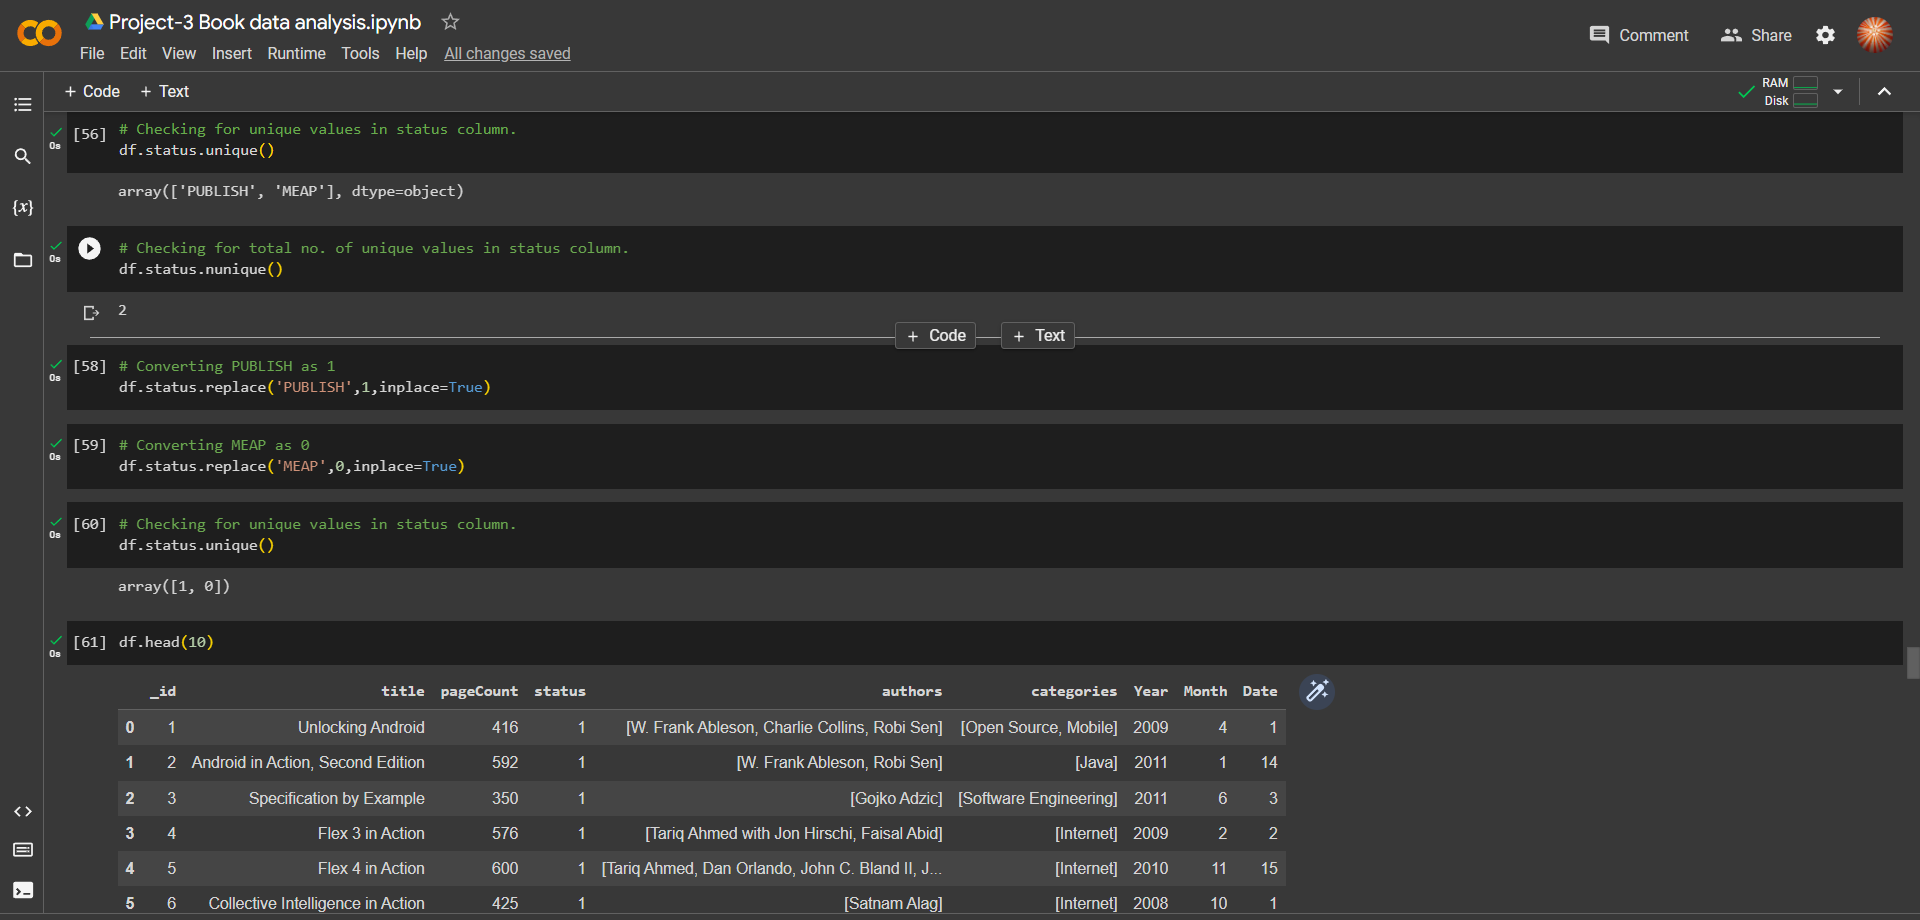 Project-3 Book data analysis.ipynb
File Edit View Insert Runtime Tools Help All changes saved
Comment Share
+ Code + Text
RAM
Disk
[56] # Checking for unique values in status column.
0s
df.status.unique()
array(['PUBLISH', 'MEAP'], dtype=object)
{x}
# Checking for total no. of unique values in status column.
0s
df.status.nunique()
2
+ Code + Text
[58] # Converting PUBLISH as 1
0s
df.status.replace('PUBLISH',1,inplace=True)
[59] # Converting MEAP as 0
0s
df.status.replace('MEAP',0,inplace=True)
[60] # Checking for unique values in status column.
0s
df.status.unique()
array([1, 0])
[61] df.head(10)
0s
_id title pageCount status authors categories Year Month Date
0 1 Unlocking Android 416 1 [W. Frank Ableson, Charlie Collins, Robi Sen] [Open Source, Mobile] 2009 4 1
1 2 Android in Action, Second Edition 592 1 [W. Frank Ableson, Robi Sen] [Java] 2011 1 14
2 3 Specification by Example 350 1 [Gojko Adzic] [Software Engineering] 2011 6 3
3 4 Flex 3 in Action 576 1 [Tariq Ahmed with Jon Hirschi, Faisal Abid] [Internet] 2009 2 2
4 5 Flex 4 in Action 600 1 [Tariq Ahmed, Dan Orlando, John C. Bland II, J... [Internet] 2010 11 15
5 6 Collective Intelligence in Action 425 1 [Satnam Alag] [Internet] 2008 10 1